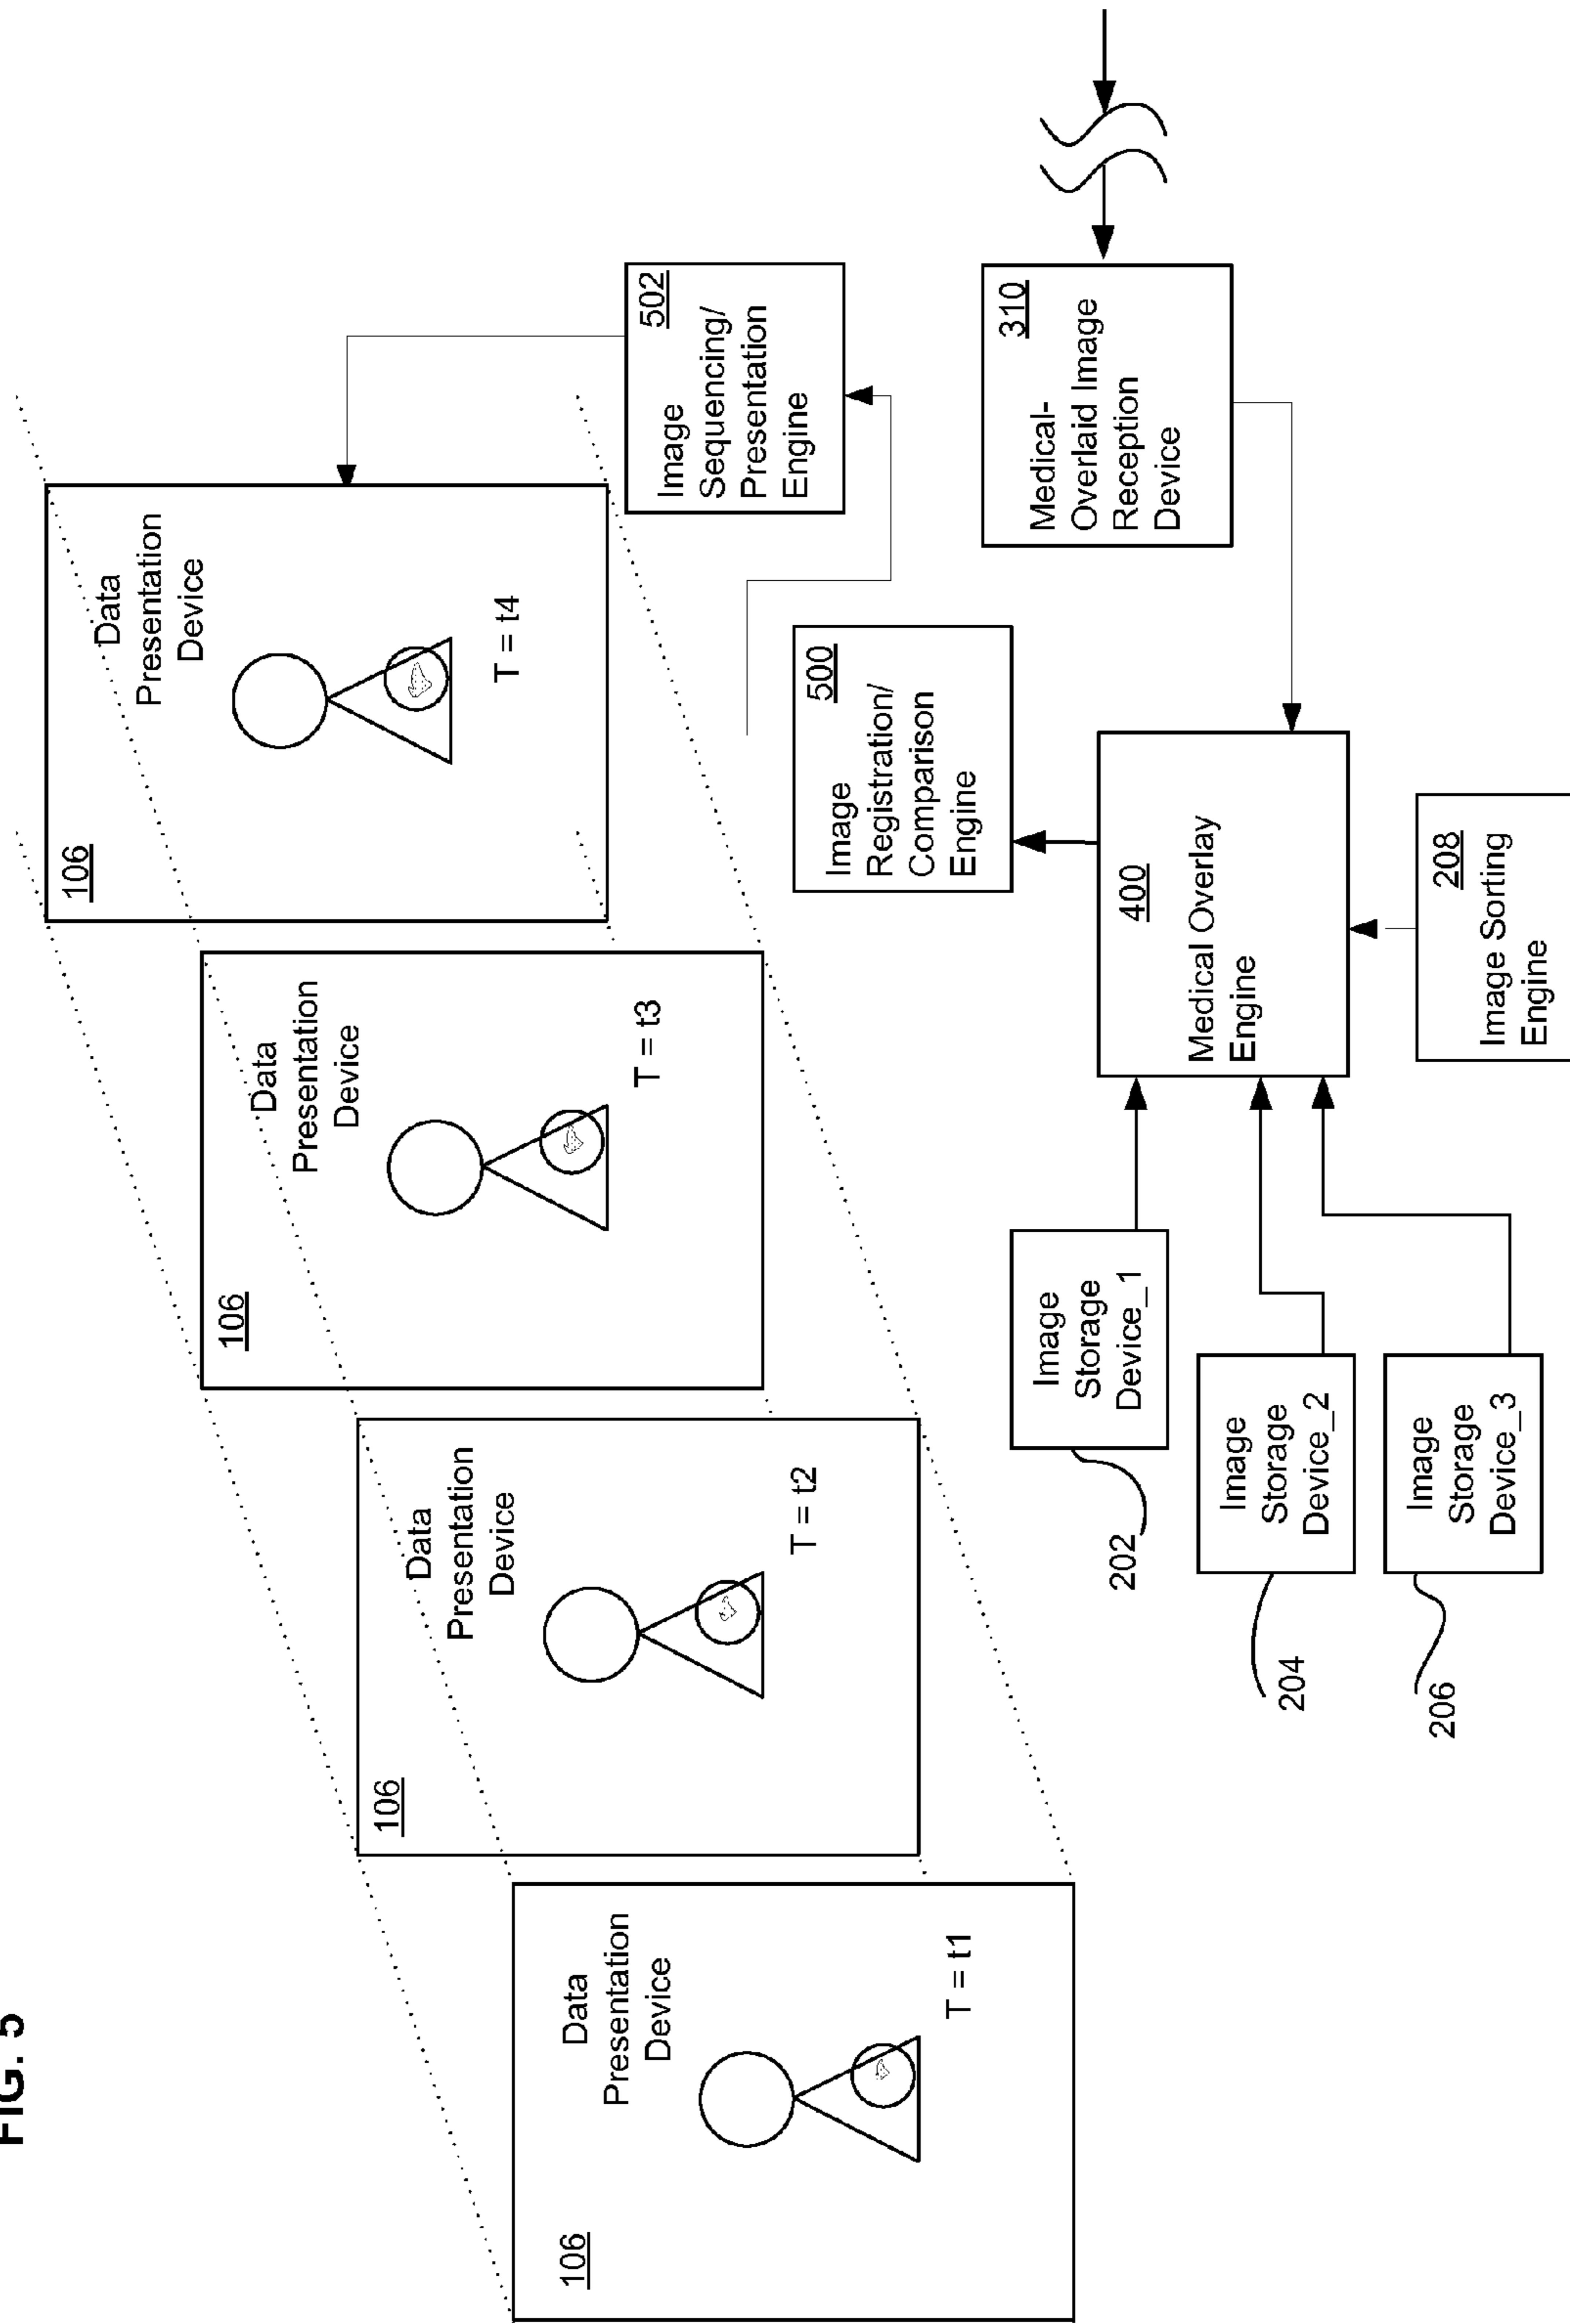 FIG. 5
106
Data
Presentation
Device
T = t1
106
Data
Presentation
Device
T = t2
106
Data
Presentation
Device
T = t3
106
Data
Presentation
Device
T = t4
502
Image
Sequencing/
Presentation
Engine
500
Image
Registration/
Comparison
Engine
310
Medical-
Overlaid Image
Reception
Device
400
Medical Overlay
Engine
208
Image Sorting
Engine
Image
Storage
Device_1
202
Image
Storage
Device_2
204
Image
Storage
Device_3
206